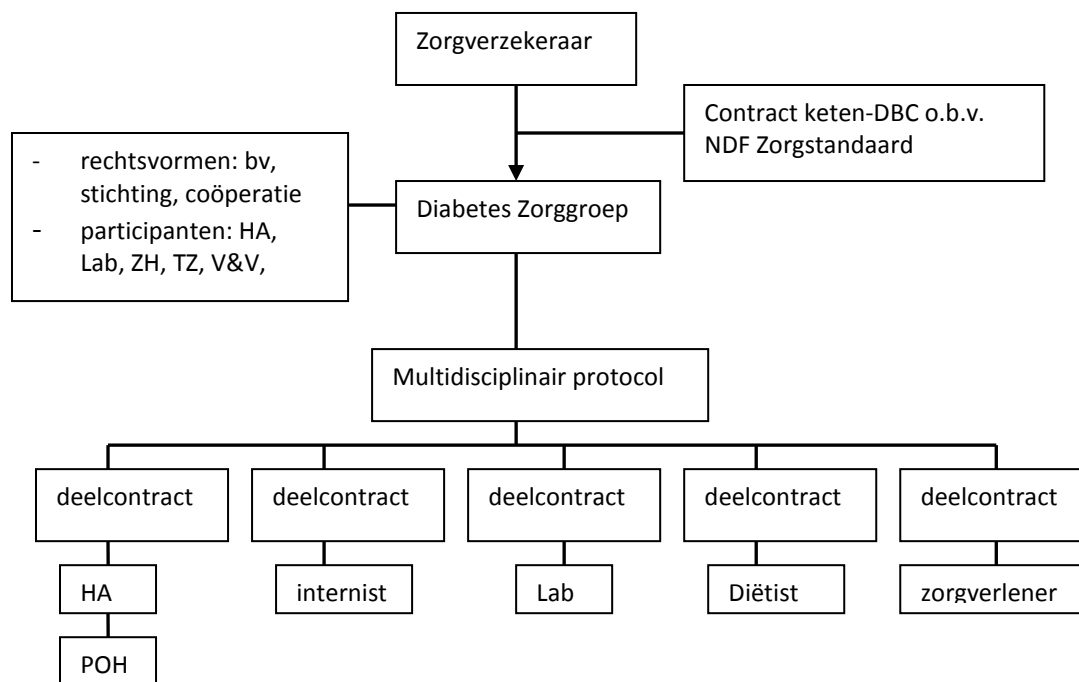 Zorgverzekeraar
Contract keten-DBC o.b.v.
NDF Zorgstandaard
- rechtsvormen: bv,
stichting, coöperatie
- participanten: HA,
Lab, ZH, TZ, V&V,
Diabetes Zorggroep
Multidisciplinair protocol
deelcontract
deelcontract
deelcontract
deelcontract
deelcontract
HA
internist
Lab
Diëtist
zorgverlener
POH